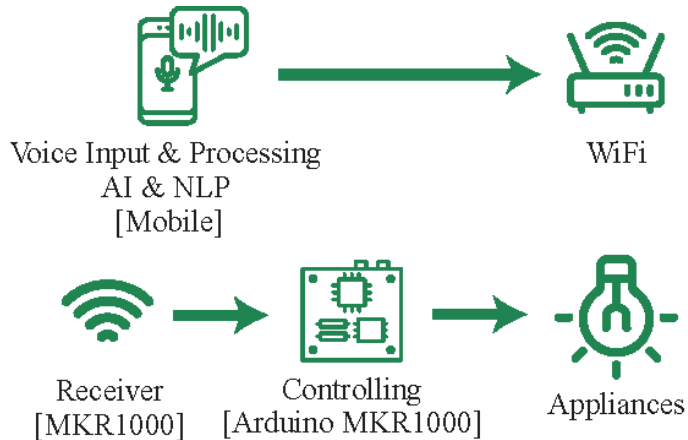 Voice Input & Processing
AI & NLP
[Mobile]
WiFi
Receiver
[MKR1000]
Controlling
[Arduino MKR1000]
Appliances